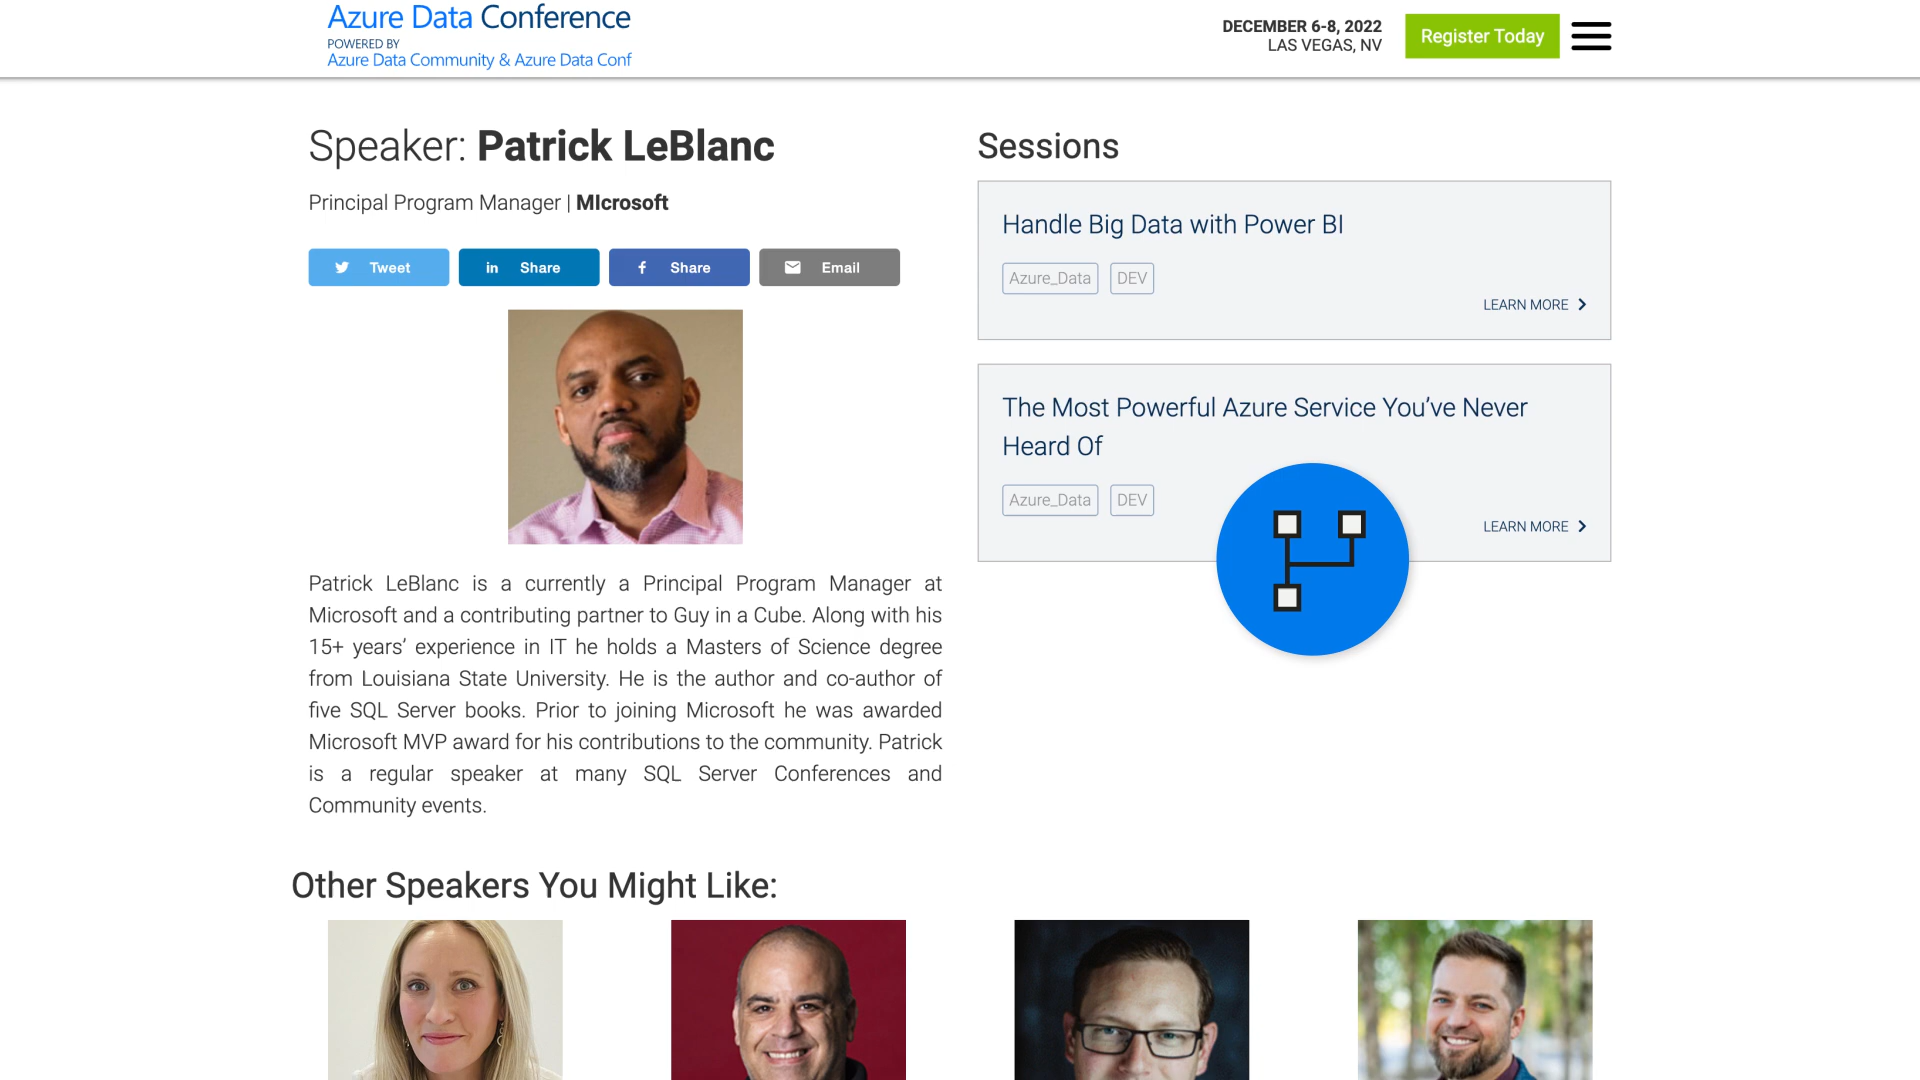 Azure Data Conference
POWERED BY
Azure Data Community & Azure Data Conf
DECEMBER 6-8, 2022
LAS VEGAS, NV
Register Today
Speaker: Patrick LeBlanc
Principal Program Manager | MIcrosoft
Tweet
in Share
f Share
Email
Patrick LeBlanc is a currently a Principal Program Manager at
Microsoft and a contributing partner to Guy in a Cube. Along with his
15+ years’ experience in IT he holds a Masters of Science degree
from Louisiana State University. He is the author and co-author of
five SQL Server books. Prior to joining Microsoft he was awarded
Microsoft MVP award for his contributions to the community. Patrick
is a regular speaker at many SQL Server Conferences and
Community events.
Sessions
Handle Big Data with Power BI
Azure_Data DEV
LEARN MORE
The Most Powerful Azure Service You’ve Never
Heard Of
Azure_Data DEV
LEARN MORE
Other Speakers You Might Like: